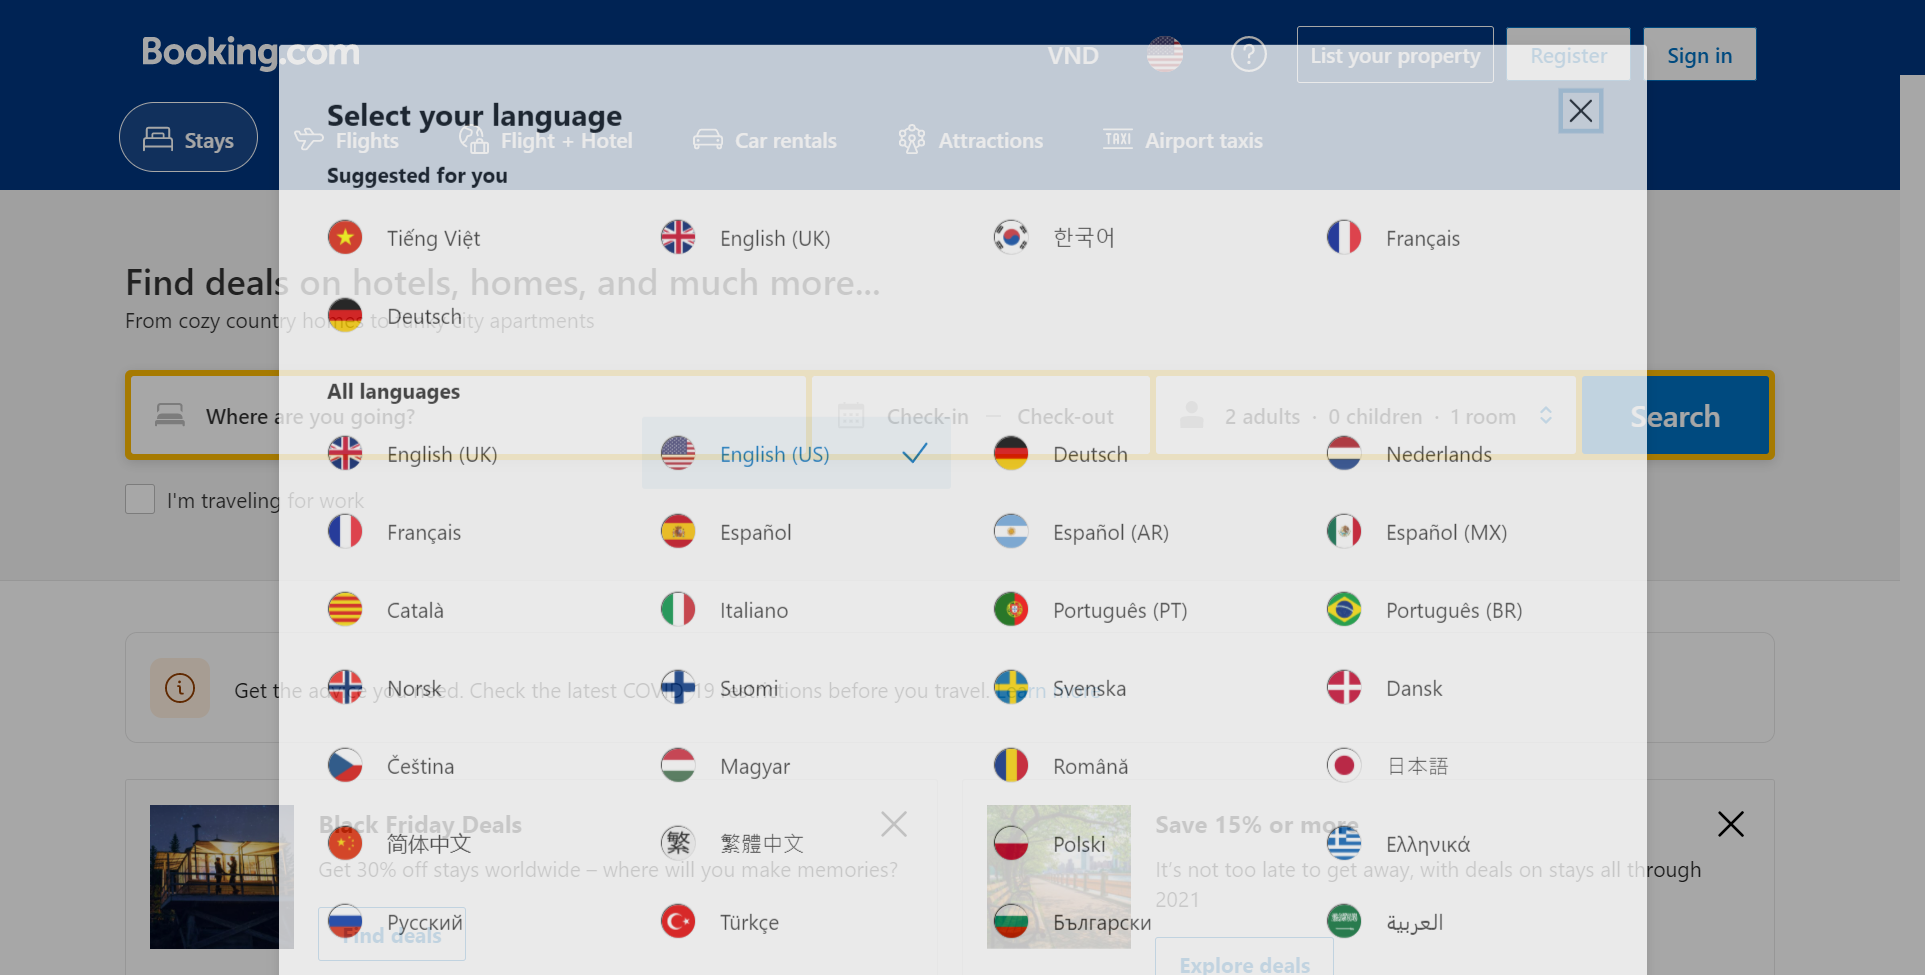 Booking.com
VND
List your property
Register
Sign in
Stays
Flights
Flight + Hotel
Car rentals
Attractions
Airport taxis
Select your language
Suggested for you
Tiếng Việt
English (UK)
한국어
Français
Deutsch
Find deals on hotels, homes, and much more...
From cozy country homes to funky city apartments
All languages
Where are you going?
Check-in — Check-out
2 adults · 0 children · 1 room
Search
English (UK)
English (US)
Deutsch
Nederlands
I'm traveling for work
Français
Español
Español (AR)
Español (MX)
Català
Italiano
Português (PT)
Português (BR)
Norsk
Suomi
Svenska
Dansk
Get the advice you need. Check the latest COVID-19 restrictions before you travel. Learn more
Čeština
Magyar
Română
日本語
Black Friday Deals
Get 30% off stays worldwide – where will you make memories?
Find deals
Save 15% or more
It's not too late to get away, with deals on stays all through
2021
Explore deals
简体中文
繁
繁體中文
Polski
Ελληνικά
Русский
Türkçe
Български
العربية
TAXI